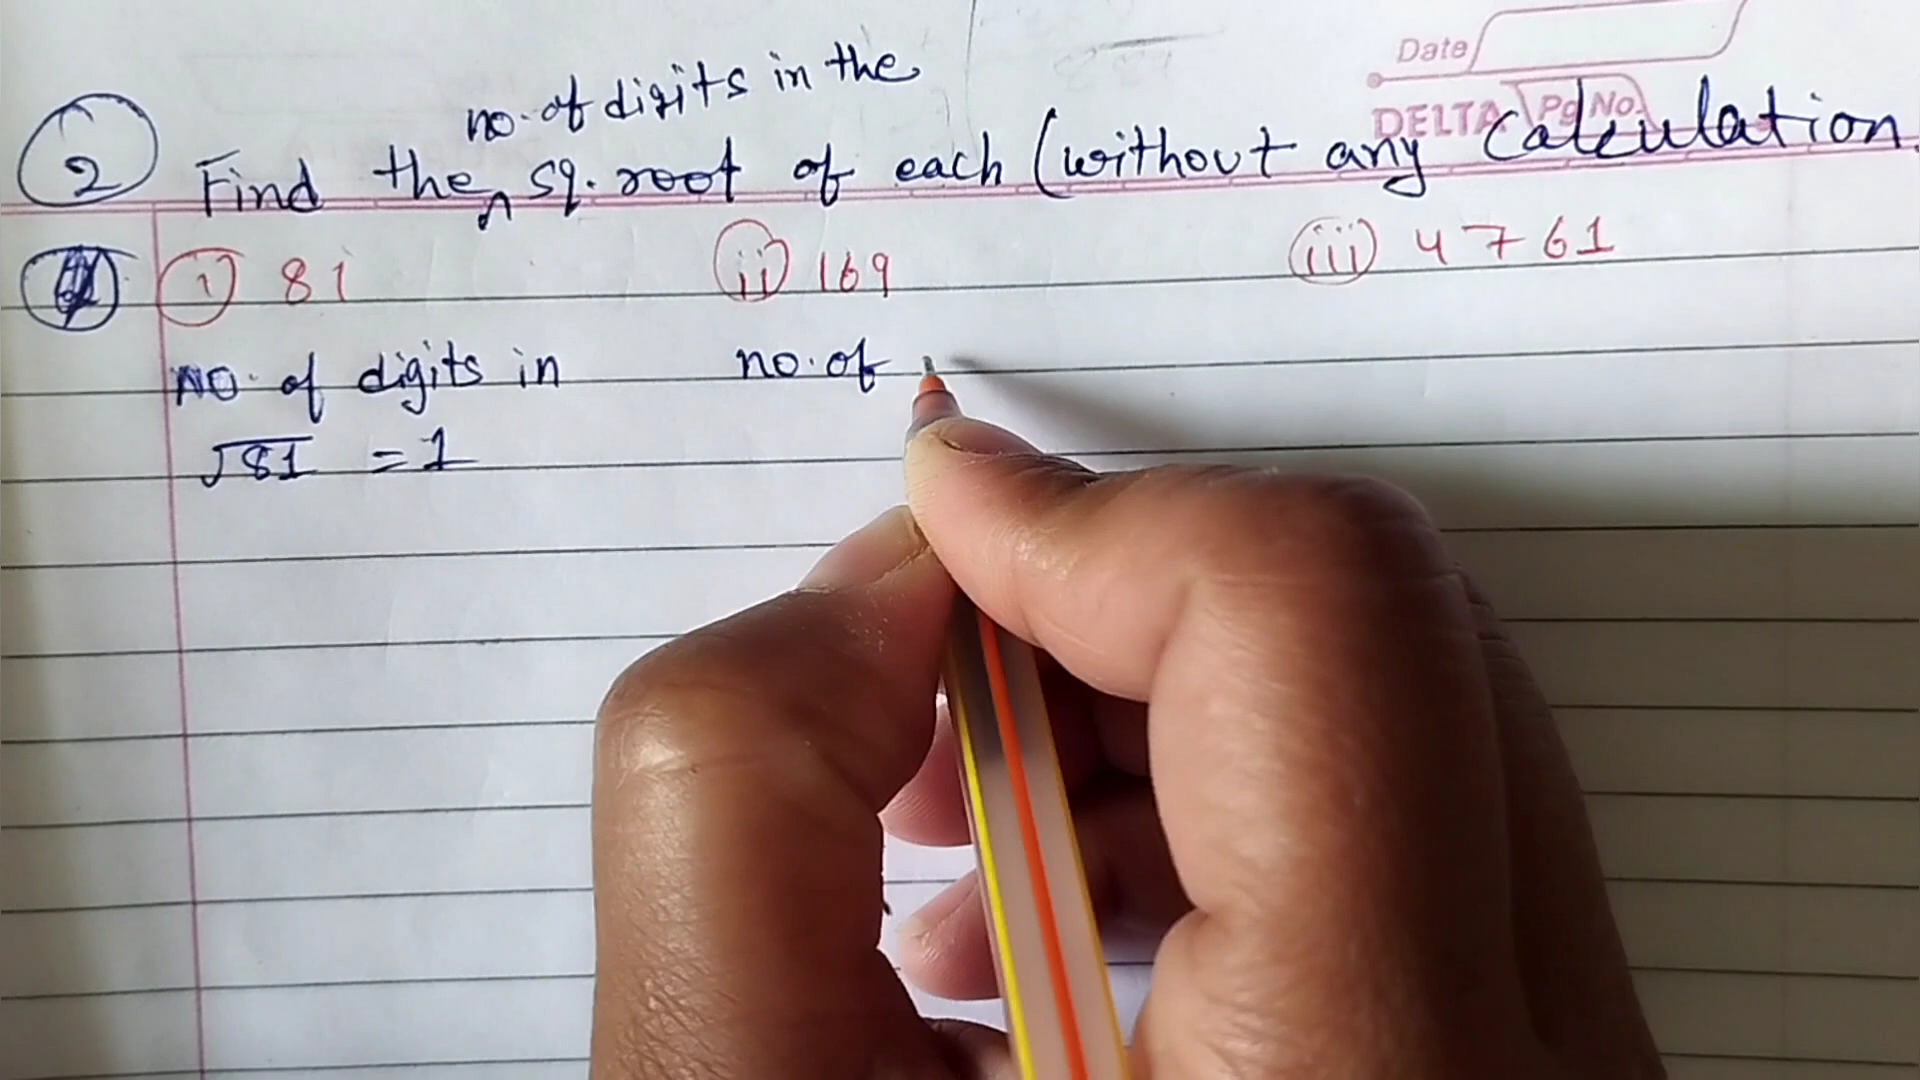 Date
DELTA Pg No.
no. of digits in the
2 Find the ^ sq. root of each (without any calculation
i) 81 ii) 169 iii) 4761
NO. of digits in no. of
√81 = 1